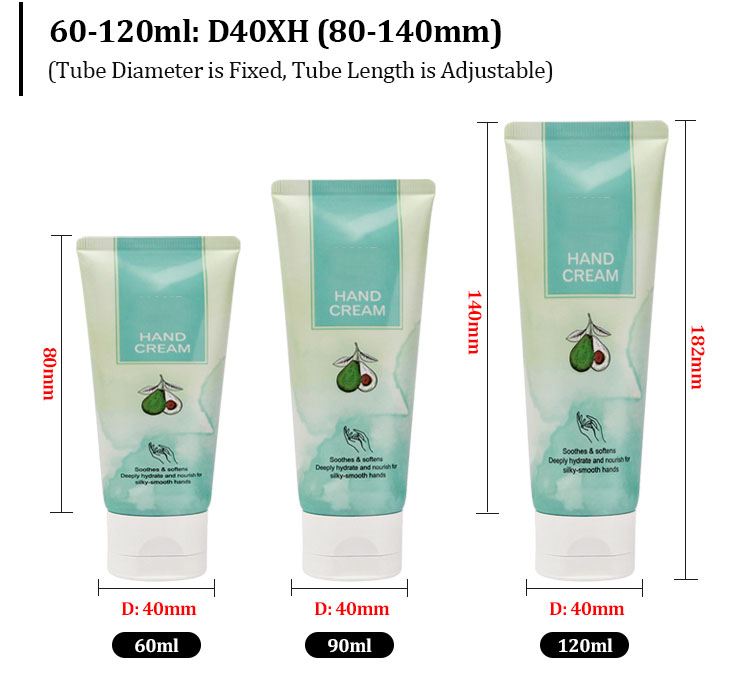 60-120ml: D40XH (80-140mm)
(Tube Diameter is Fixed, Tube Length is Adjustable)
80mm
HAND
CREAM
Soothes & softens
Deeply hydrate and nourish for
silky-smooth hands
D: 40mm
60ml
HAND
CREAM
Soothes & softens
Deeply hydrate and nourish for
silky-smooth hands
D: 40mm
90ml
140mm
HAND
CREAM
Soothes & softens
Deeply hydrate and nourish for
silky-smooth hands
182mm
D: 40mm
120ml